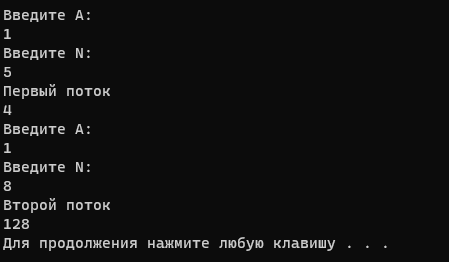 Введите A:
1
Введите N:
5
Первый поток
4
Введите A:
1
Введите N:
8
Второй поток
128
Для продолжения нажмите любую клавишу . . .